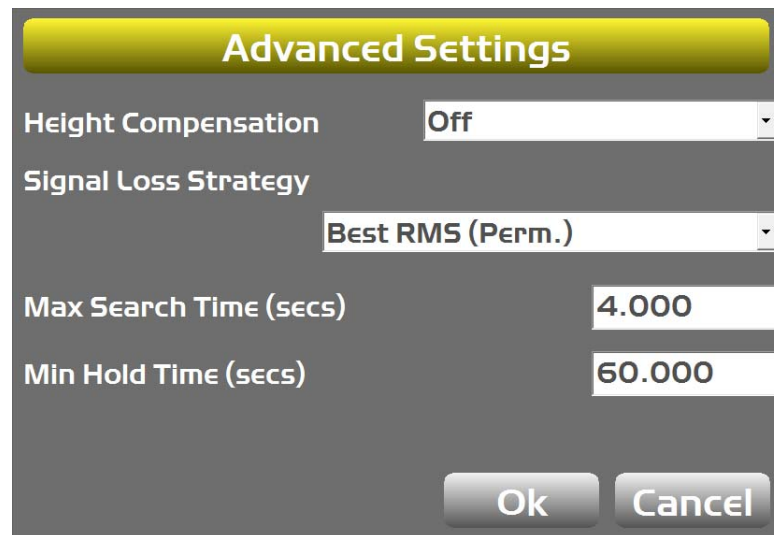 Advanced Settings
Height Compensation Off
Signal Loss Strategy
Best RMS (Perm.)
Max Search Time (secs) 4.000
Min Hold Time (secs) 60.000
Ok Cancel